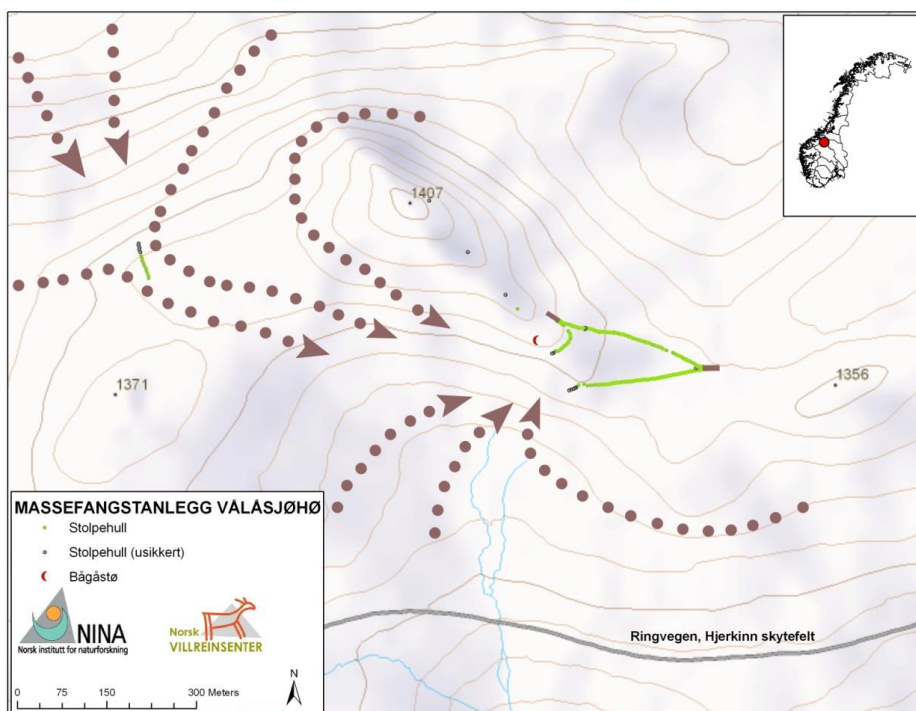 1407
1371
1356
MASSEFANGSTANLEGG VÅLÅSJØHØ
Stolpehull
Stolpehull (usikkert)
Bågåstø
NINA
Norsk institutt for naturforskning
Norsk
VILLREINSENTER
N
0 75 150 300 Meters
Ringvegen, Hjerkinn skytefelt